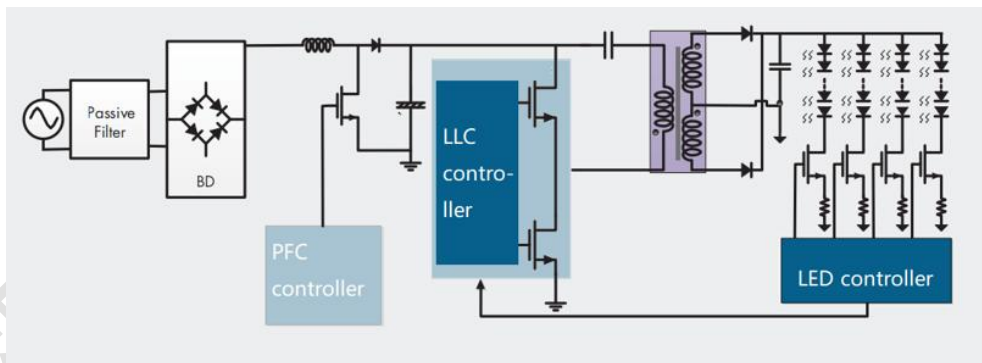 Passive
Filter
BD
PFC
controller
LLC
contro-
ller
LED controller